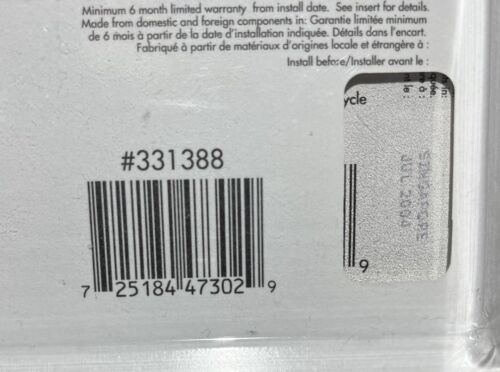 Minimum 6 month limited warranty from install date. See insert for details.
Made from domestic and foreign components in: Garantie limitée minimum
de 6 mois à partir de la date d'installation indiquée. Détails dans l'encart.
Fabriqué à partir de matériaux d'origines locale et étrangère à :
Install before/Installer avant le :
ycle
SINGAPORE
JUL 2004
9
#331388
7 25184 47302 9